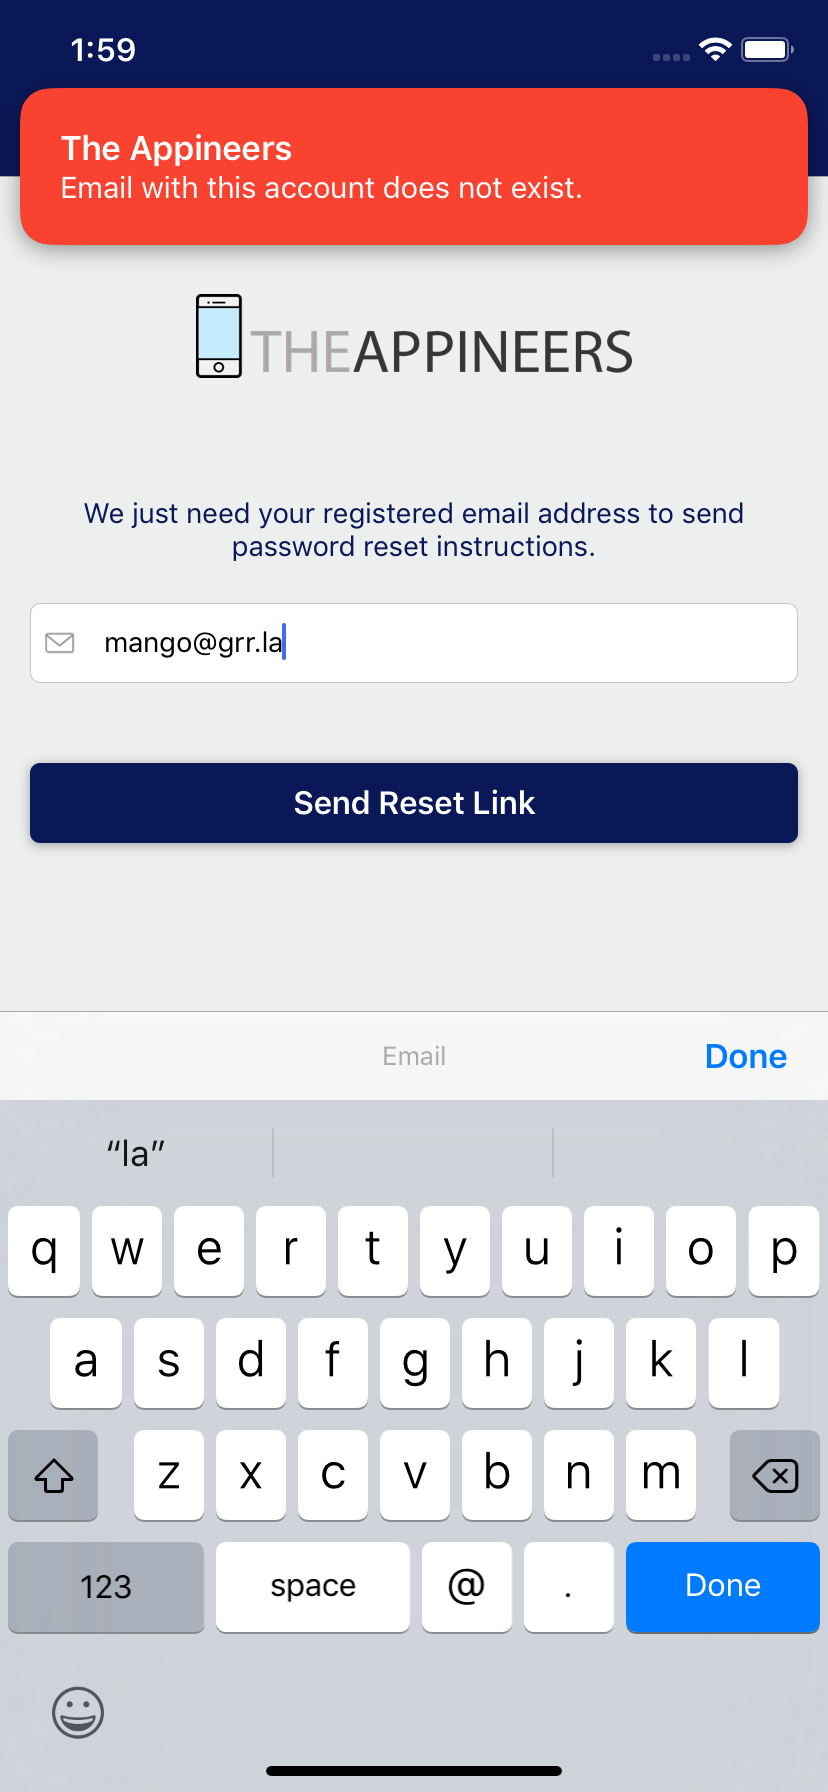 1:59
The Appineers
Email with this account does not exist.
THEAPPINEERS
We just need your registered email address to send
password reset instructions.
mango@grr.la
Send Reset Link
Email
Done
“la”
q w e r t y u i o p
a s d f g h j k l
z x c v b n m
123 space @ . Done